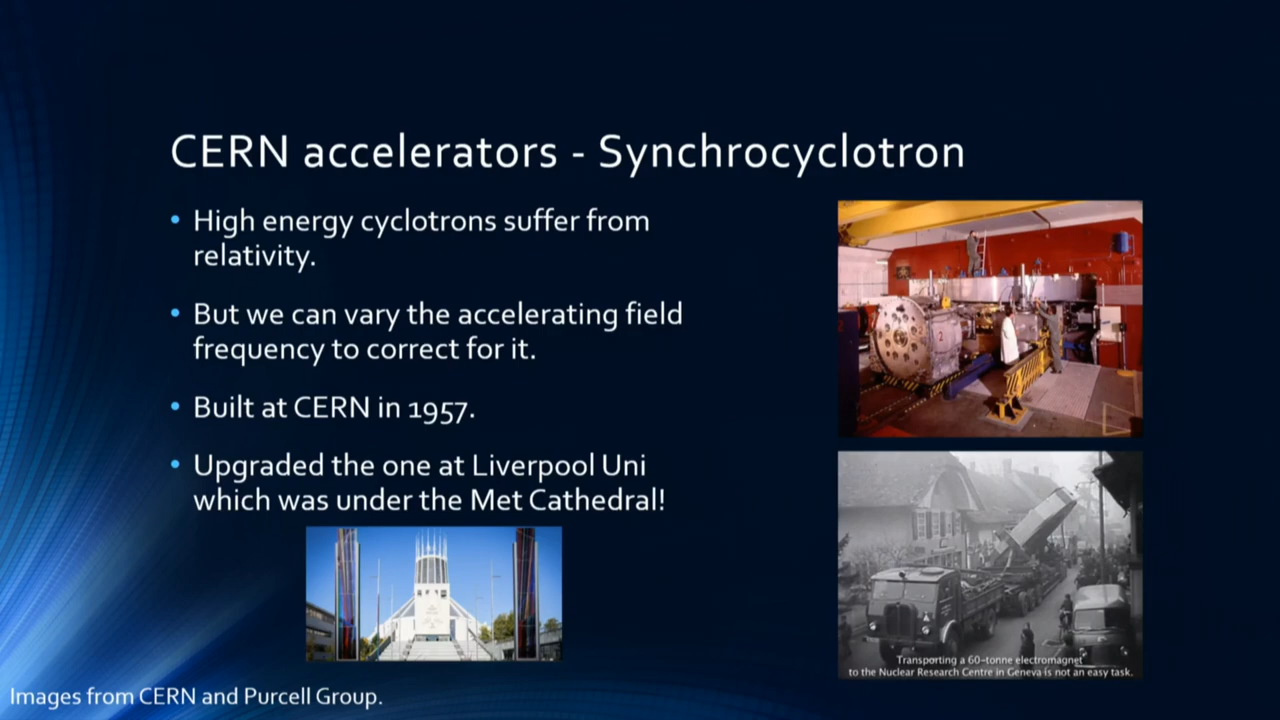 CERN accelerators - Synchrocyclotron
• High energy cyclotrons suffer from
relativity.
• But we can vary the accelerating field
frequency to correct for it.
• Built at CERN in 1957.
• Upgraded the one at Liverpool Uni
which was under the Met Cathedral!
2
Transporting a 60-tonne electromagnet
to the Nuclear Research Centre in Geneva is not an easy task.
Images from CERN and Purcell Group.